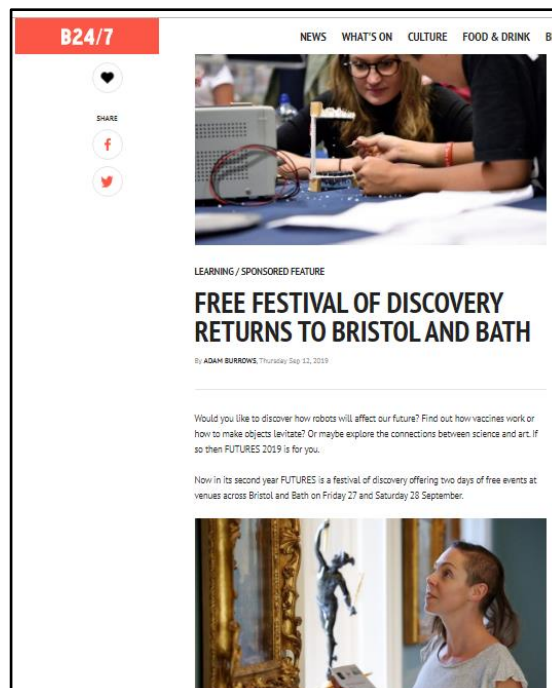 B24/7
NEWS WHAT'S ON CULTURE FOOD & DRINK B
SHARE
LEARNING / SPONSORED FEATURE
FREE FESTIVAL OF DISCOVERY
RETURNS TO BRISTOL AND BATH
By ADAM BURROWS, Thursday Sep 12, 2019
Would you like to discover how robots will affect our future? Find out how vaccines work or
how to make objects levitate? Or maybe explore the connections between science and art. If
so then FUTURES 2019 is for you.
Now in its second year FUTURES is a festival of discovery offering two days of free events at
venues across Bristol and Bath on Friday 27 and Saturday 28 September.